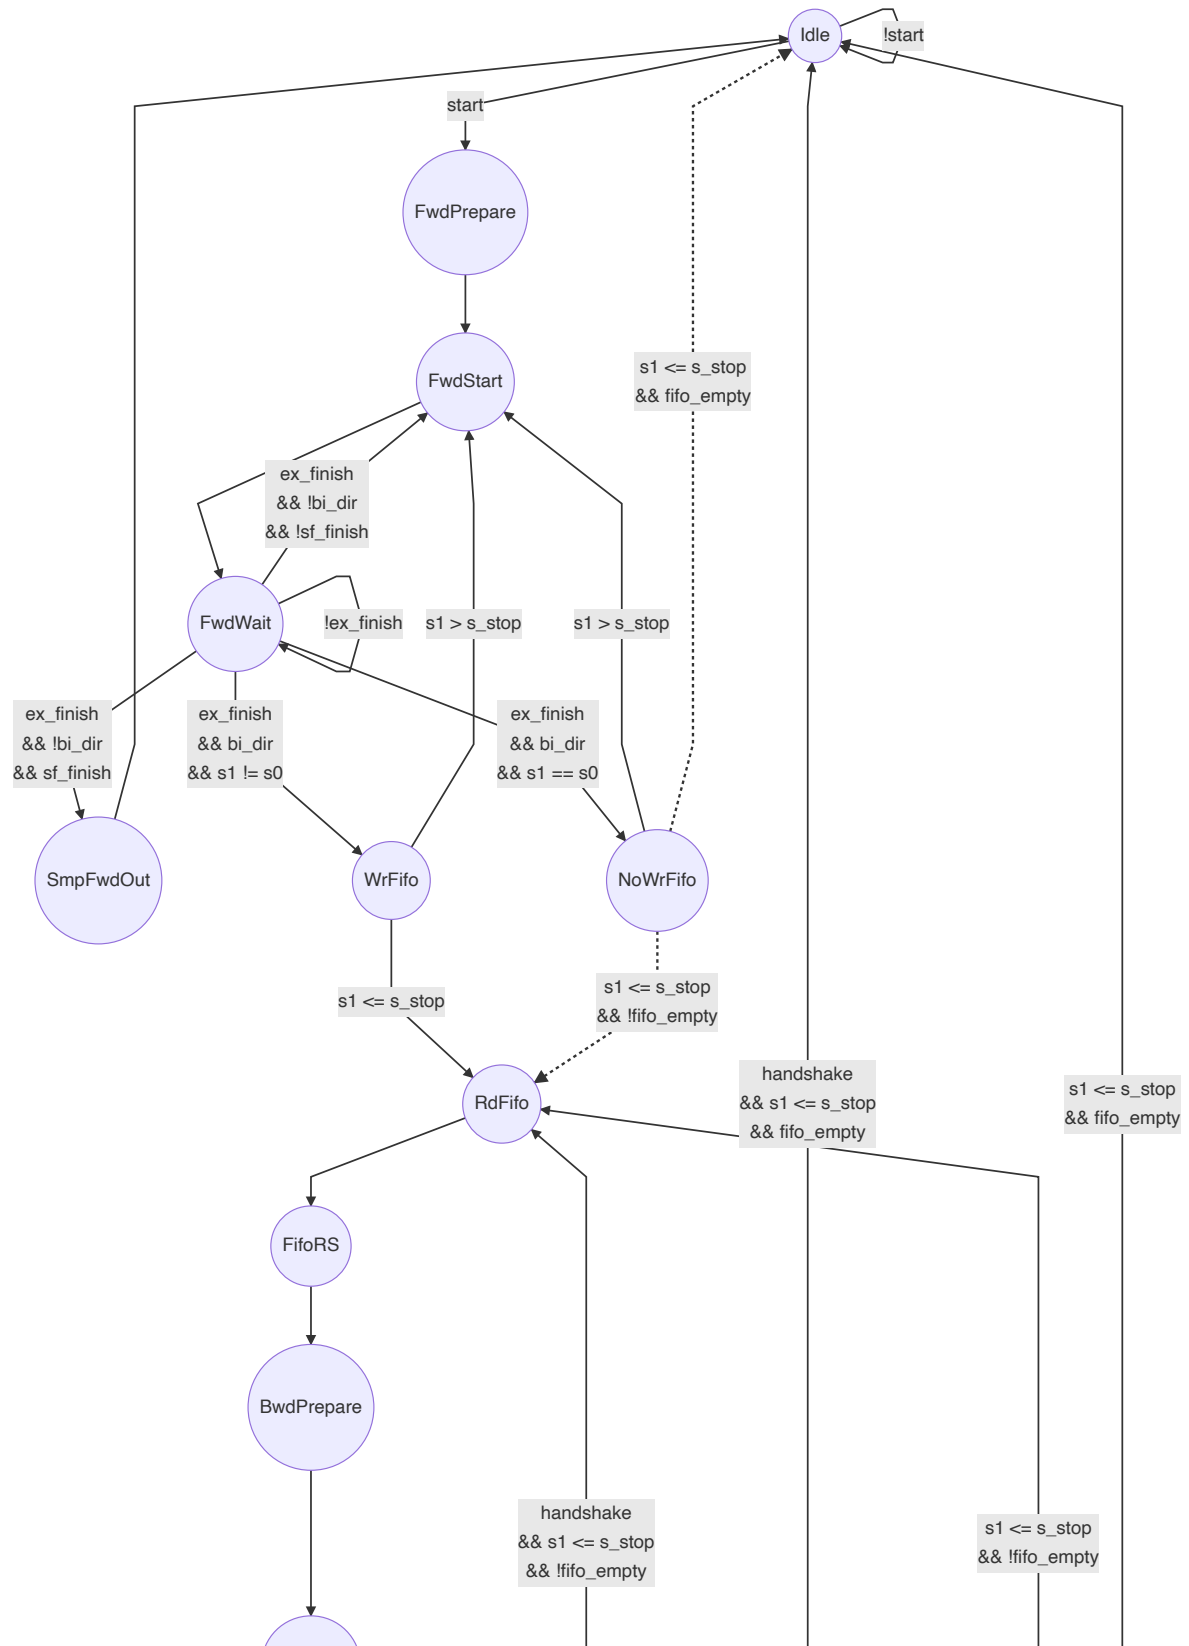 Idle
!start
start
FwdPrepare
s1 <= s_stop
&& fifo_empty
FwdStart
ex_finish
&& !bi_dir
&& !sf_finish
FwdWait
!ex_finish
s1 > s_stop
s1 > s_stop
ex_finish
&& !bi_dir
&& sf_finish
ex_finish
&& bi_dir
&& s1 != s0
ex_finish
&& bi_dir
&& s1 == s0
SmpFwdOut
WrFifo
NoWrFifo
s1 <= s_stop
s1 <= s_stop
&& !fifo_empty
RdFifo
handshake
&& s1 <= s_stop
&& fifo_empty
s1 <= s_stop
&& fifo_empty
FifoRS
BwdPrepare
handshake
&& s1 <= s_stop
&& !fifo_empty
s1 <= s_stop
&& !fifo_empty